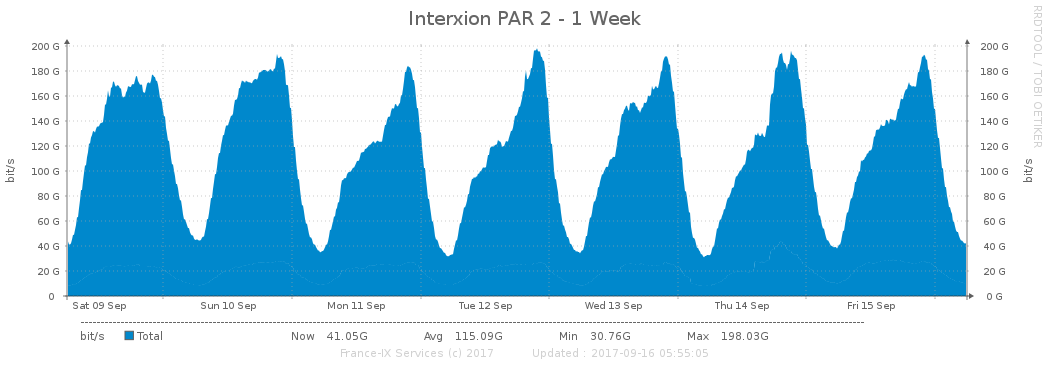 Interxion PAR 2 - 1 Week
RRDTOOL / TOBI OETIKER
200 G 200 G
180 G 180 G
160 G 160 G
140 G 140 G
120 G 120 G
100 G 100 G
80 G 80 G
60 G 60 G
40 G 40 G
20 G 20 G
0 0 G
bit/s bit/s
Sat 09 Sep Sun 10 Sep Mon 11 Sep Tue 12 Sep Wed 13 Sep Thu 14 Sep Fri 15 Sep
bit/s Total Now 41.05G Avg 115.09G Min 30.76G Max 198.03G
France-IX Services (c) 2017 Updated : 2017-09-16 05:55:05